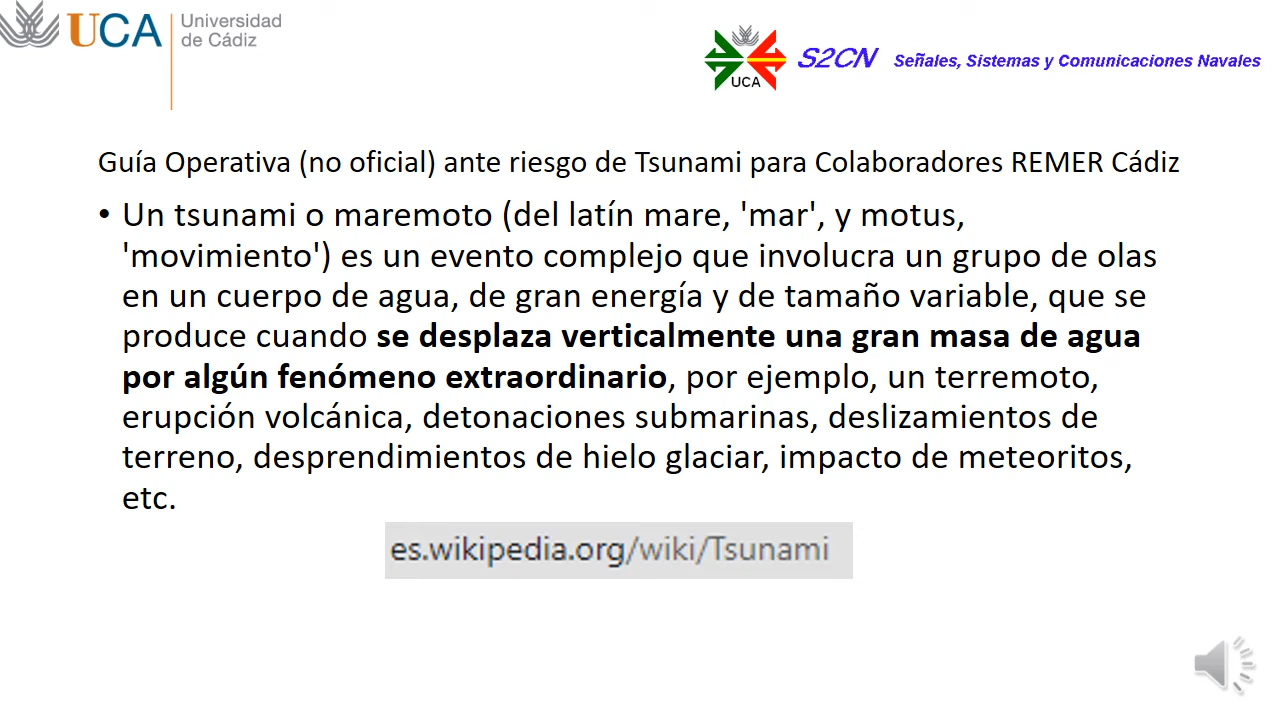 UCA Universidad
de Cádiz
UCA
S2CN Señales, Sistemas y Comunicaciones Navales
Guía Operativa (no oficial) ante riesgo de Tsunami para Colaboradores REMER Cádiz
• Un tsunami o maremoto (del latín mare, 'mar', y motus,
'movimiento') es un evento complejo que involucra un grupo de olas
en un cuerpo de agua, de gran energía y de tamaño variable, que se
produce cuando se desplaza verticalmente una gran masa de agua
por algún fenómeno extraordinario, por ejemplo, un terremoto,
erupción volcánica, detonaciones submarinas, deslizamientos de
terreno, desprendimientos de hielo glaciar, impacto de meteoritos,
etc.
es.wikipedia.org/wiki/Tsunami